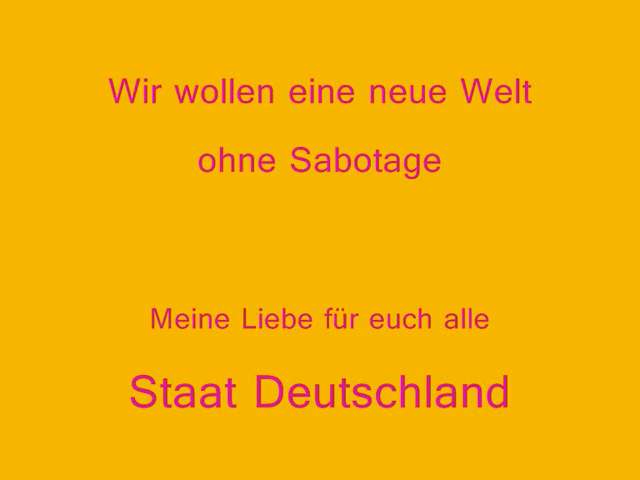 Wir wollen eine neue Welt
ohne Sabotage
Meine Liebe für euch alle
Staat Deutschland